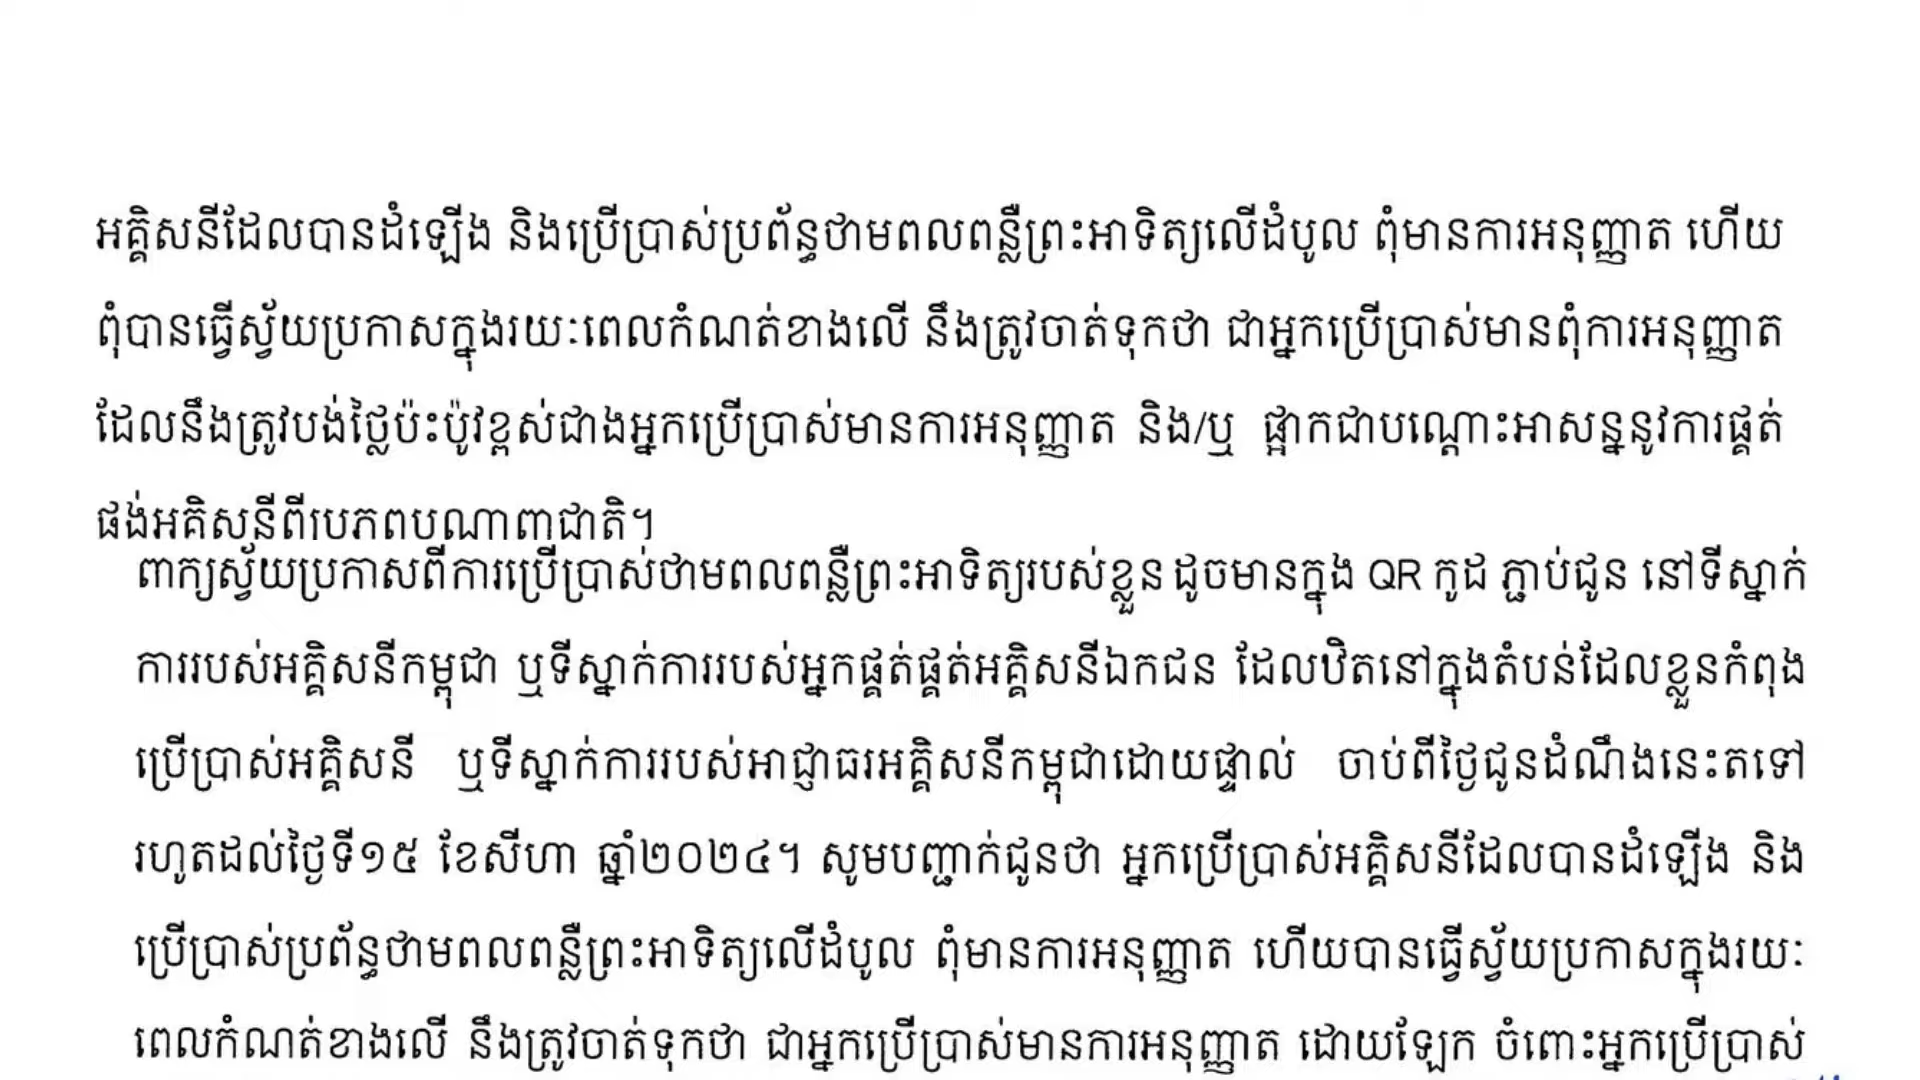 អគ្គិសនីដែលបានដំឡើង និងប្រើប្រាស់ប្រព័ន្ធថាមពលពន្លឺព្រះអាទិត្យលើដំបូល ពុំមានការអនុញ្ញាត ហើយ
ពុំបានធ្វើស្វ័យប្រកាសក្នុងរយៈពេលកំណត់ខាងលើ នឹងត្រូវចាត់ទុកថា ជាអ្នកប្រើប្រាស់មានពុំការអនុញ្ញាត
ដែលនឹងត្រូវបង់ថ្លៃប៉ះប៉ូវខ្ពស់ជាងអ្នកប្រើប្រាស់មានការអនុញ្ញាត និង/ឬ ផ្អាកជាបណ្ដោះអាសន្ននូវការផ្គត់
ផង់អគ្គិសនីពីប្រភពបណ្ដាញជាតិ។
ពាក្យស្វ័យប្រកាសពីការប្រើប្រាស់ថាមពលពន្លឺព្រះអាទិត្យរបស់ខ្លួន ដូចមានក្នុង QR កូដ ភ្ជាប់ជូន នៅទីស្នាក់
ការរបស់អគ្គិសនីកម្ពុជា ឬទីស្នាក់ការរបស់អ្នកផ្គត់ផ្គត់អគ្គិសនីឯកជន ដែលឋិតនៅក្នុងតំបន់ដែលខ្លួនកំពុង
ប្រើប្រាស់អគ្គិសនី ឬទីស្នាក់ការរបស់អាជ្ញាធរអគ្គិសនីកម្ពុជាដោយផ្ទាល់ ចាប់ពីថ្ងៃជូនដំណឹងនេះតទៅ
រហូតដល់ថ្ងៃទី១៥ ខែសីហា ឆ្នាំ២០២៤។ សូមបញ្ជាក់ជូនថា អ្នកប្រើប្រាស់អគ្គិសនីដែលបានដំឡើង និង
ប្រើប្រាស់ប្រព័ន្ធថាមពលពន្លឺព្រះអាទិត្យលើដំបូល ពុំមានការអនុញ្ញាត ហើយបានធ្វើស្វ័យប្រកាសក្នុងរយៈ
ពេលកំណត់ខាងលើ នឹងត្រូវចាត់ទុកថា ជាអ្នកប្រើប្រាស់មានការអនុញ្ញាត ដោយឡែក ចំពោះអ្នកប្រើប្រាស់